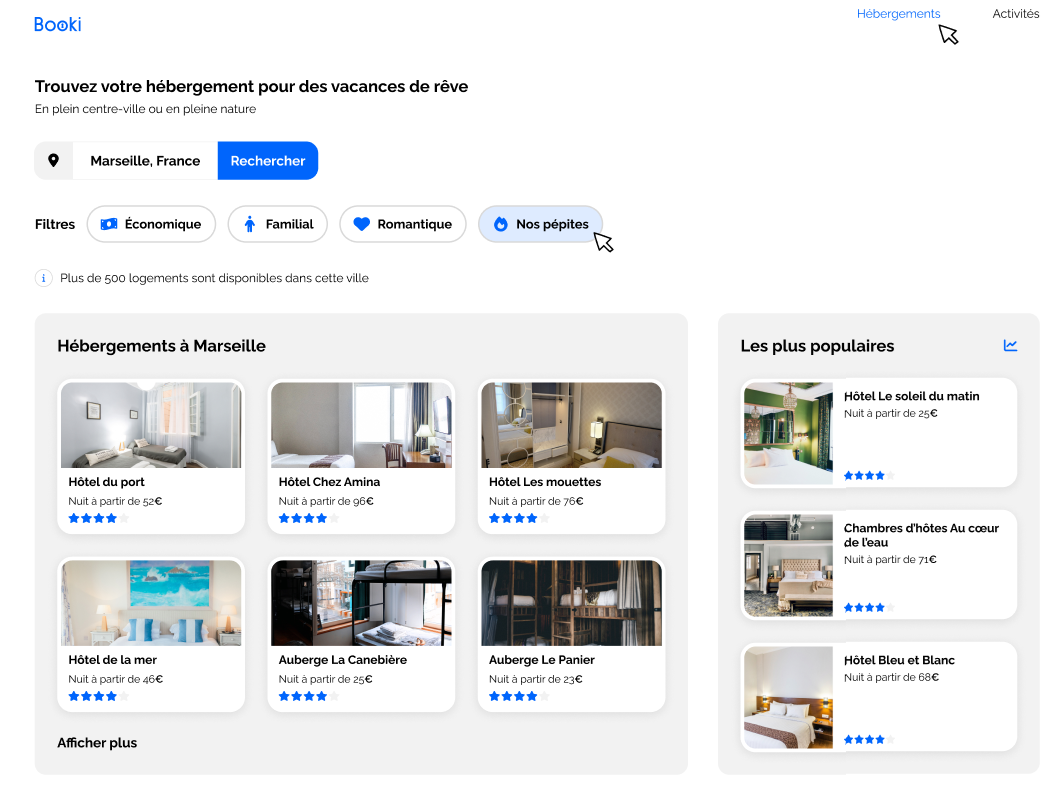 Booki
Hébergements
Activités
Trouvez votre hébergement pour des vacances de rêve
En plein centre-ville ou en pleine nature
Marseille, France
Rechercher
Filtres
Économique
Familial
Romantique
Nos pépites
i
Plus de 500 logements sont disponibles dans cette ville
Hébergements à Marseille
Hôtel du port
Nuit à partir de 52€
Hôtel Chez Amina
Nuit à partir de 96€
Hôtel Les mouettes
Nuit à partir de 76€
Hôtel de la mer
Nuit à partir de 46€
Auberge La Canebière
Nuit à partir de 25€
Auberge Le Panier
Nuit à partir de 23€
Afficher plus
Les plus populaires
Hôtel Le soleil du matin
Nuit à partir de 25€
Chambres d'hôtes Au cœur
de l'eau
Nuit à partir de 71€
Hôtel Bleu et Blanc
Nuit à partir de 68€